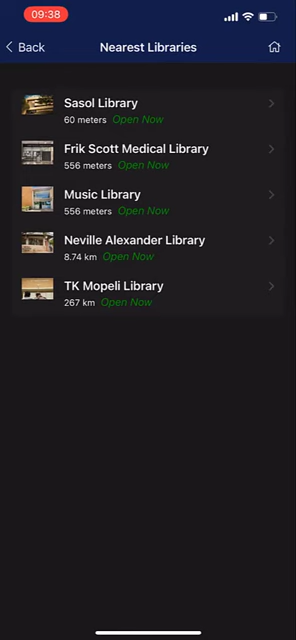 09:38
Back
Nearest Libraries
Sasol Library
60 meters Open Now
Frik Scott Medical Library
556 meters Open Now
Music Library
556 meters Open Now
Neville Alexander Library
8.74 km Open Now
TK Mopeli Library
267 km Open Now